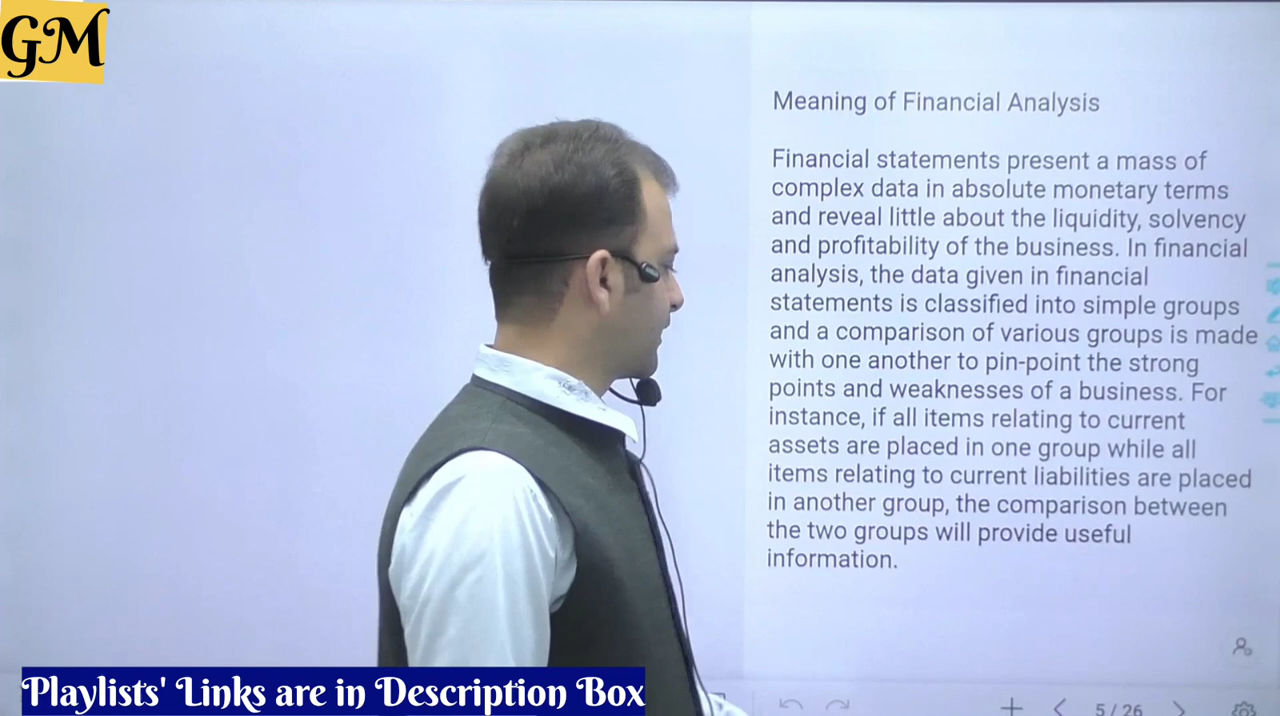 GM
Meaning of Financial Analysis
Financial statements present a mass of
complex data in absolute monetary terms
and reveal little about the liquidity, solvency
and profitability of the business. In financial
analysis, the data given in financial
statements is classified into simple groups
and a comparison of various groups is made
with one another to pin-point the strong
points and weaknesses of a business. For
instance, if all items relating to current
assets are placed in one group while all
items relating to current liabilities are placed
in another group, the comparison between
the two groups will provide useful
information.
Playlists' Links are in Description Box
5 / 26